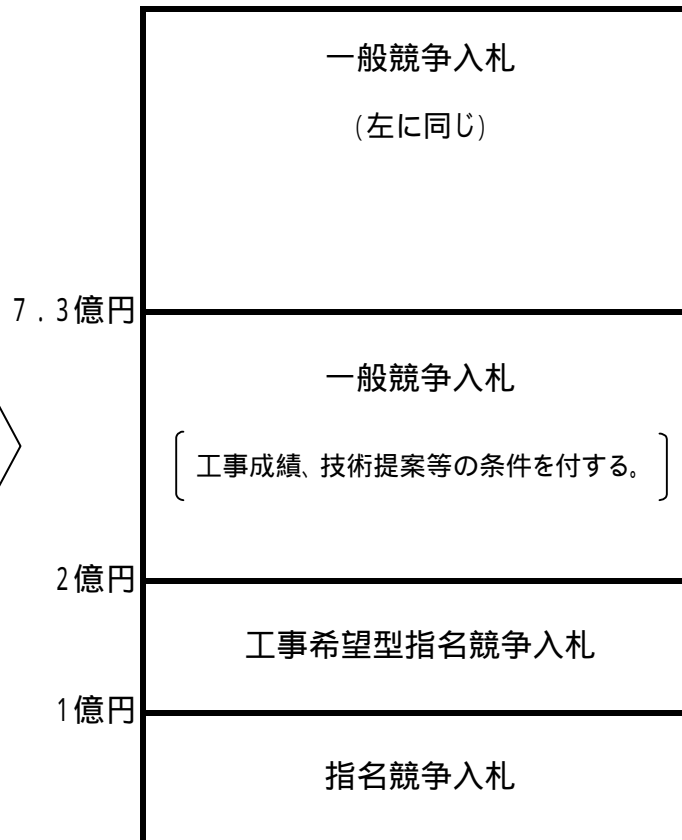 一般競争入札
(左に同じ)
7.3億円
一般競争入札
工事成績、技術提案等の条件を付する。
2億円
工事希望型指名競争入札
1億円
指名競争入札